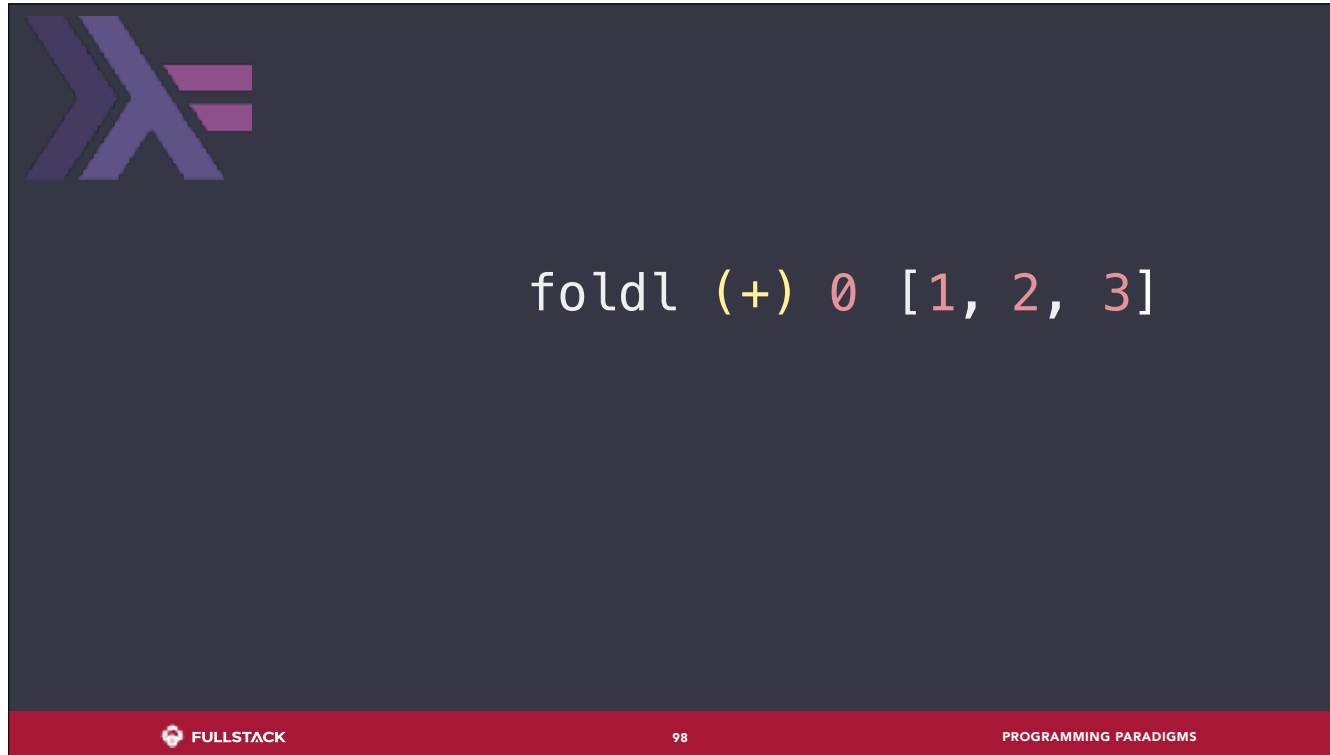 foldl (+) 0 [1, 2, 3]
FULLSTACK
98
PROGRAMMING PARADIGMS